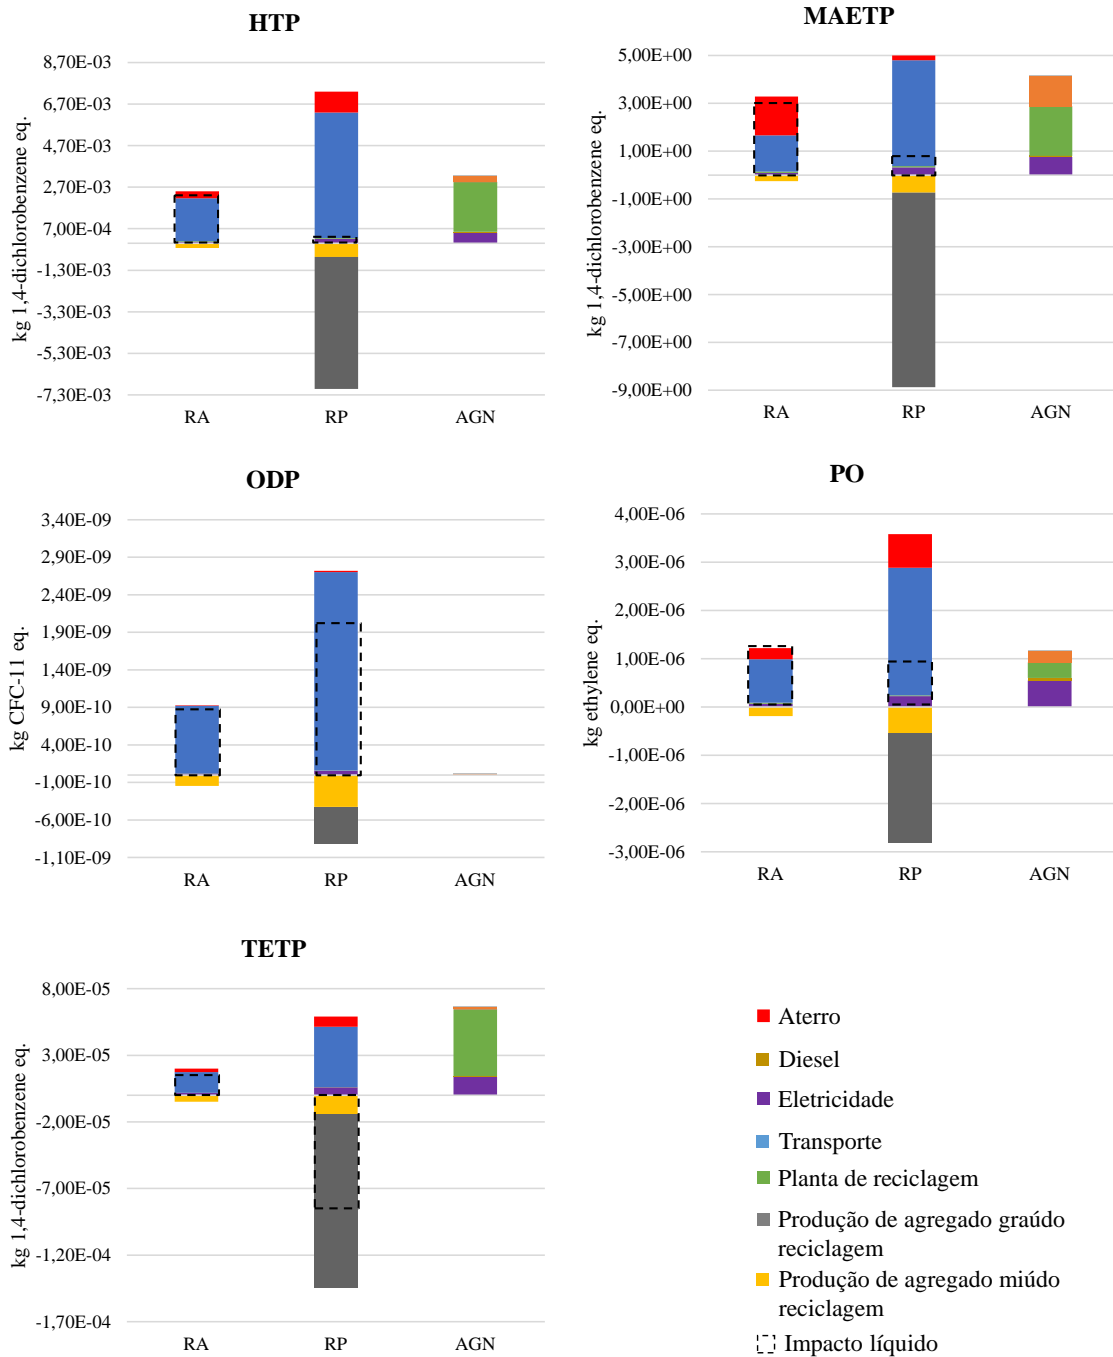 HTP
kg 1,4-dichlorobenzene eq.
8,70E-03
6,70E-03
4,70E-03
2,70E-03
7,00E-04
-1,30E-03
-3,30E-03
-5,30E-03
-7,30E-03
RA
RP
AGN
MAETP
kg 1,4-dichlorobenzene eq.
5,00E+00
3,00E+00
1,00E+00
-1,00E+00
-3,00E+00
-5,00E+00
-7,00E+00
-9,00E+00
RA
RP
AGN
ODP
kg CFC-11 eq.
3,40E-09
2,90E-09
2,40E-09
1,90E-09
1,40E-09
9,00E-10
4,00E-10
-1,00E-10
-6,00E-10
-1,10E-09
RA
RP
AGN
PO
kg ethylene eq.
4,00E-06
3,00E-06
2,00E-06
1,00E-06
0,00E+00
-1,00E-06
-2,00E-06
-3,00E-06
RA
RP
AGN
TETP
kg 1,4-dichlorobenzene eq.
8,00E-05
3,00E-05
-2,00E-05
-7,00E-05
-1,20E-04
-1,70E-04
RA
RP
AGN
Aterro
Diesel
Eletricidade
Transporte
Planta de reciclagem
Produção de agregado graúdo
reciclagem
Produção de agregado miúdo
reciclagem
Impacto líquido